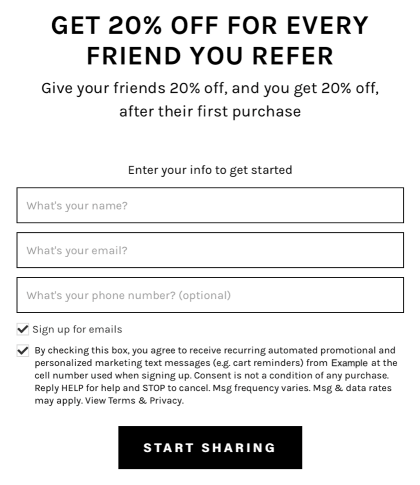 GET 20% OFF FOR EVERY
FRIEND YOU REFER
Give your friends 20% off, and you get 20% off,
after their first purchase
Enter your info to get started
What's your name?
What's your email?
What's your phone number? (optional)
Sign up for emails
By checking this box, you agree to receive recurring automated promotional and
personalized marketing text messages (e.g. cart reminders) from Example at the
cell number used when signing up. Consent is not a condition of any purchase.
Reply HELP for help and STOP to cancel. Msg frequency varies. Msg & data rates
may apply. View Terms & Privacy.
START SHARING